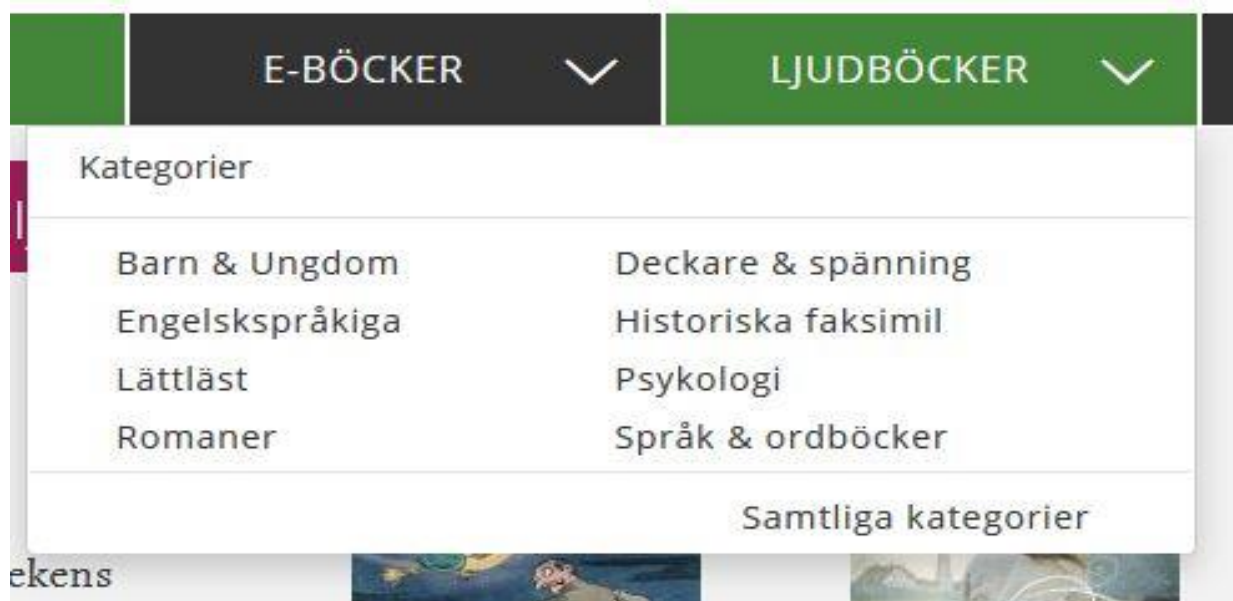 E-BÖCKER
LJUDBÖCKER
Kategorier
Barn & Ungdom
Deckare & spänning
Engelskspråkiga
Historiska faksimil
Lättläst
Psykologi
Romaner
Språk & ordböcker
Samtliga kategorier
ekens